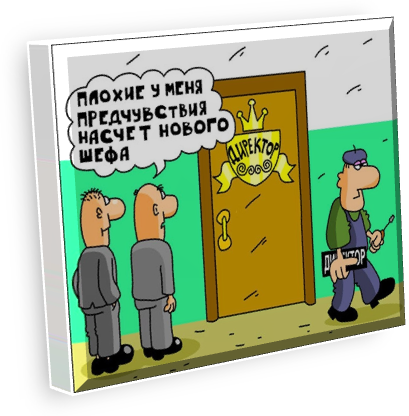 ПЛОХИЕ У МЕНЯ
ПРЕДЧУВСТВИЯ
НАСЧЕТ НОВОГО
ШЕФА
ДИРЕКТОР
ДИРЕКТОР